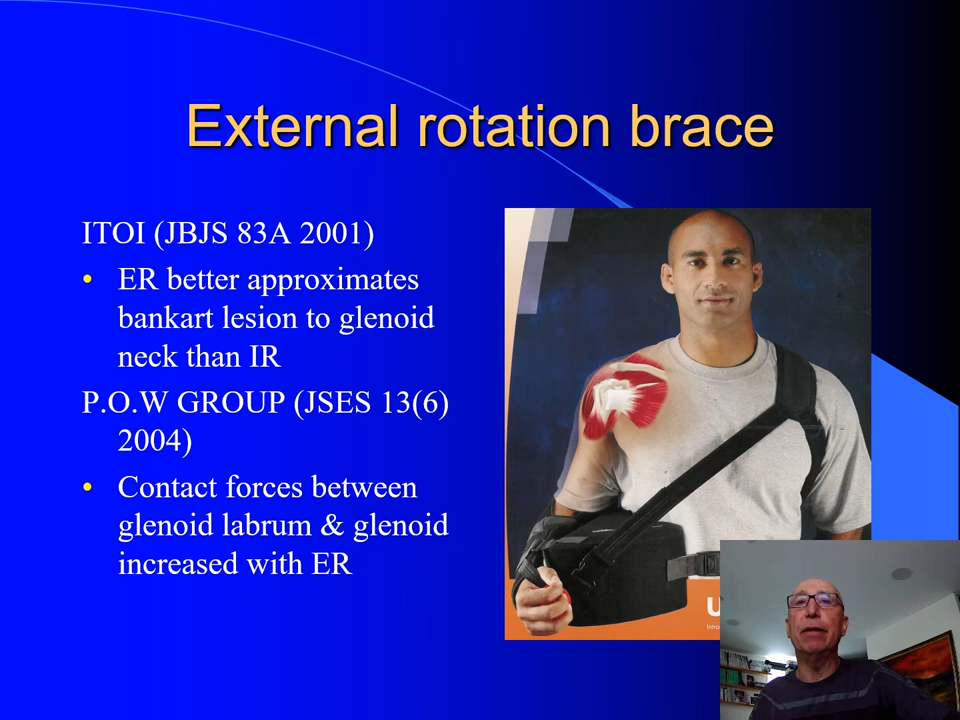 External rotation brace
ITOI (JBJS 83A 2001)
• ER better approximates
bankart lesion to glenoid
neck than IR
P.O.W GROUP (JSES 13(6)
2004)
• Contact forces between
glenoid labrum & glenoid
increased with ER